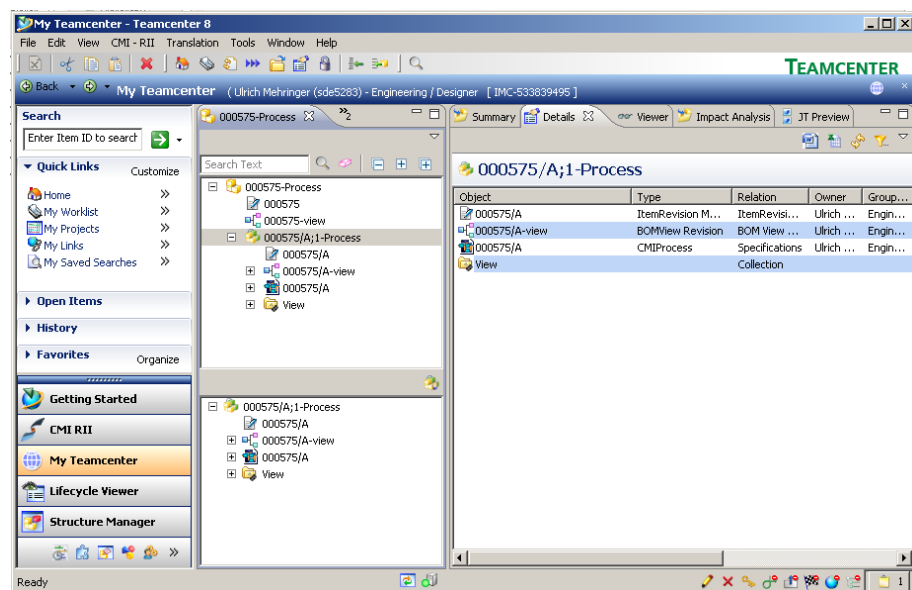 My Teamcenter - Teamcenter 8
File Edit View CMI - RII Translation Tools Window Help
TEAMCENTER
Back My Teamcenter ( Ulrich Mehringer (sde5283) - Engineering / Designer [ IMC-533839495 ]
Search
Enter Item ID to search
Quick Links Customize
Home
My Worklist
My Projects
My Links
My Saved Searches
Open Items
History
Favorites Organize
Getting Started
CMI RII
My Teamcenter
Lifecycle Viewer
Structure Manager
000575-Process 2
Search Text
000575-Process
000575
000575-view
000575/A;1-Process
000575/A
000575/A-view
000575/A
View
000575/A;1-Process
000575/A
000575/A-view
000575/A
View
Summary Details Viewer Impact Analysis JT Preview
000575/A;1-Process
Object Type Relation Owner Group...
000575/A ItemRevision M... ItemRevisi... Ulrich ... Engin...
000575/A-view BOMView Revision BOM View ... Ulrich ... Engin...
000575/A CMIProcess Specifications Ulrich ... Engin...
View Collection
Ready 1